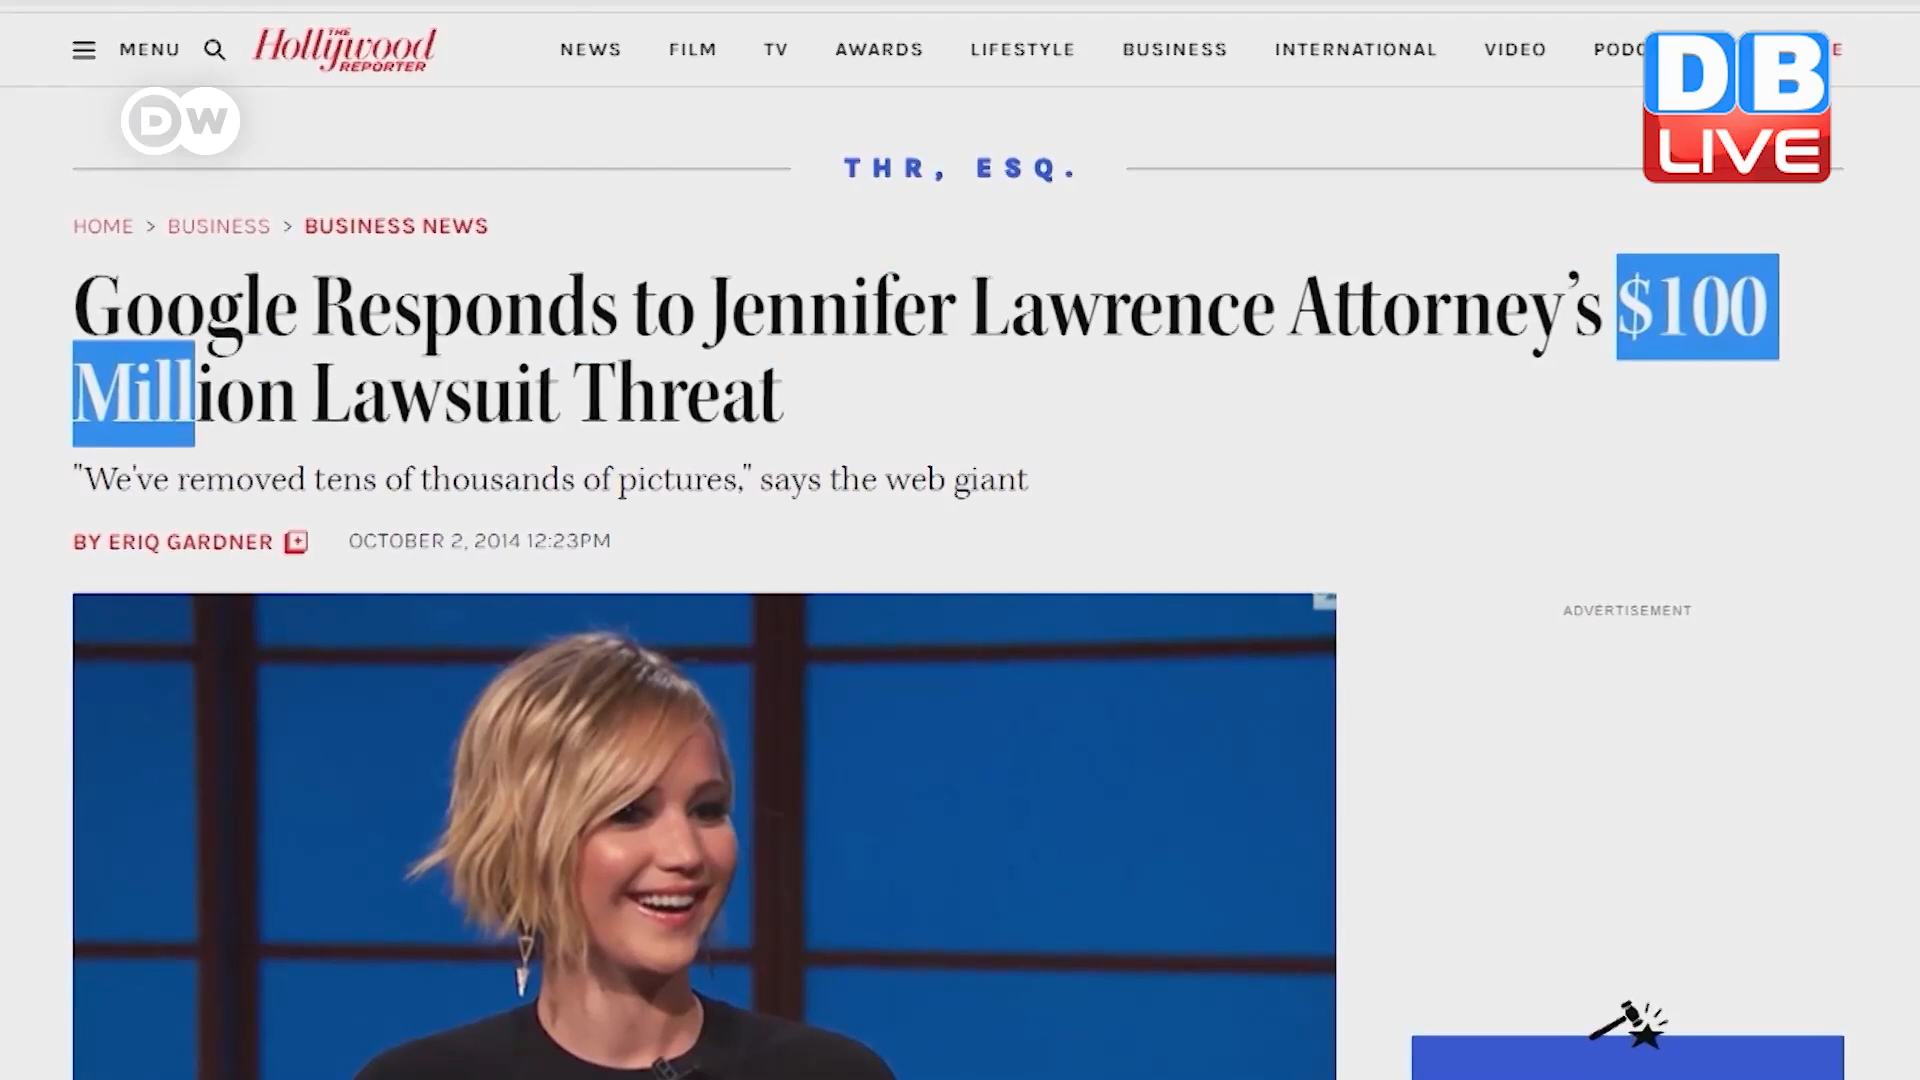 MENU
THE
Hollywood
REPORTER
NEWS
FILM
TV
AWARDS
LIFESTYLE
BUSINESS
INTERNATIONAL
VIDEO
PODC
E
DB
LIVE
DW
THR, ESQ.
HOME > BUSINESS > BUSINESS NEWS
Google Responds to Jennifer Lawrence Attorney’s $100
Million Lawsuit Threat
"We've removed tens of thousands of pictures," says the web giant
BY ERIQ GARDNER
OCTOBER 2, 2014 12:23PM
ADVERTISEMENT